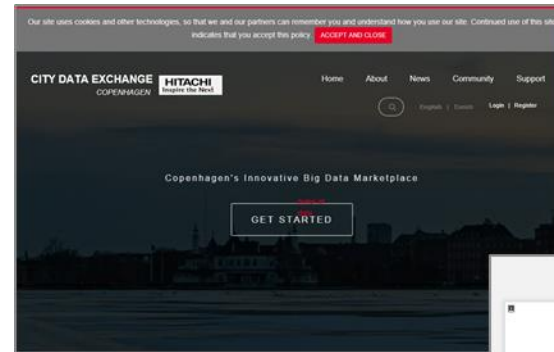 Our site uses cookies and other technologies, so that we and our partners can remember you and understand how you use our site. Continued use of this site
indicates that you accept this policy. ACCEPT AND CLOSE
CITY DATA EXCHANGE
COPENHAGEN
HITACHI
Inspire the Next
Home About News Community Support
English | Danish Login | Register
Copenhagen's Innovative Big Data Marketplace
GET STARTED